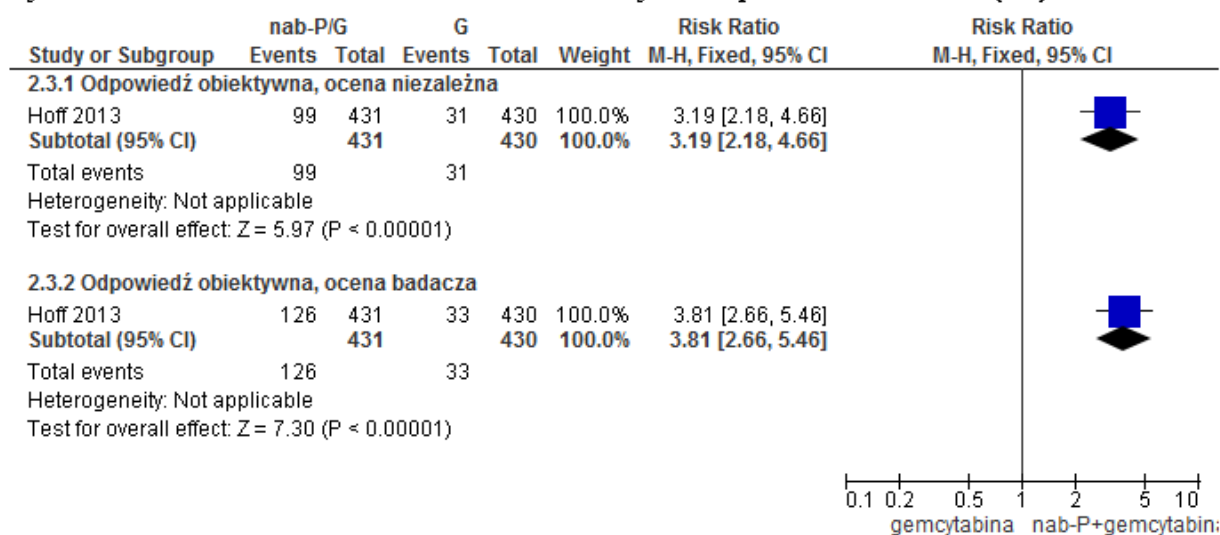 nab-P/G G Risk Ratio Risk Ratio
Study or Subgroup Events Total Events Total Weight M-H, Fixed, 95% CI M-H, Fixed, 95% CI
2.3.1 Odpowiedź obiektywna, ocena niezależna
Hoff 2013 99 431 31 430 100.0% 3.19 [2.18, 4.66]
Subtotal (95% CI) 431 430 100.0% 3.19 [2.18, 4.66]
Total events 99 31
Heterogeneity: Not applicable
Test for overall effect: Z = 5.97 (P < 0.00001)
2.3.2 Odpowiedź obiektywna, ocena badacza
Hoff 2013 126 431 33 430 100.0% 3.81 [2.66, 5.46]
Subtotal (95% CI) 431 430 100.0% 3.81 [2.66, 5.46]
Total events 126 33
Heterogeneity: Not applicable
Test for overall effect: Z = 7.30 (P < 0.00001)
0.1 0.2 0.5 1 2 5 10
gemcytabina nab-P+gemcytabin